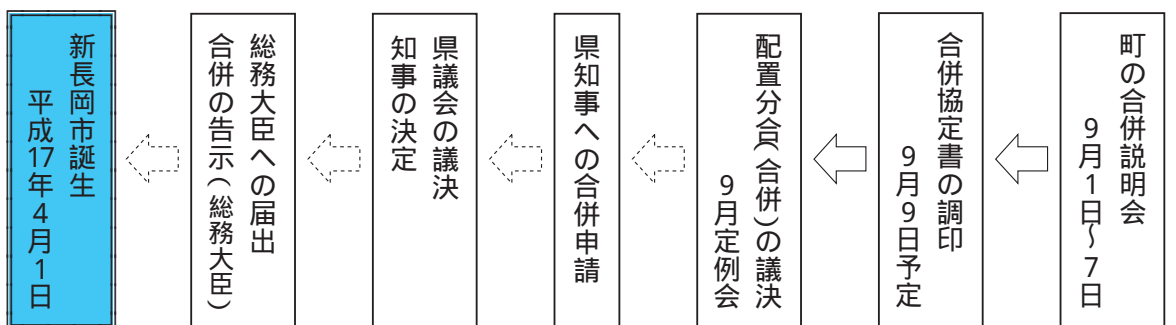 町の合併説明会
9月1日～7日
合併協定書の調印
9月9日予定
配置分合(合併)の議決
9月定例会
県知事への合併申請
県議会の議決
知事の決定
総務大臣への届出
合併の告示(総務大臣)
新長岡市誕生
平成17年4月1日